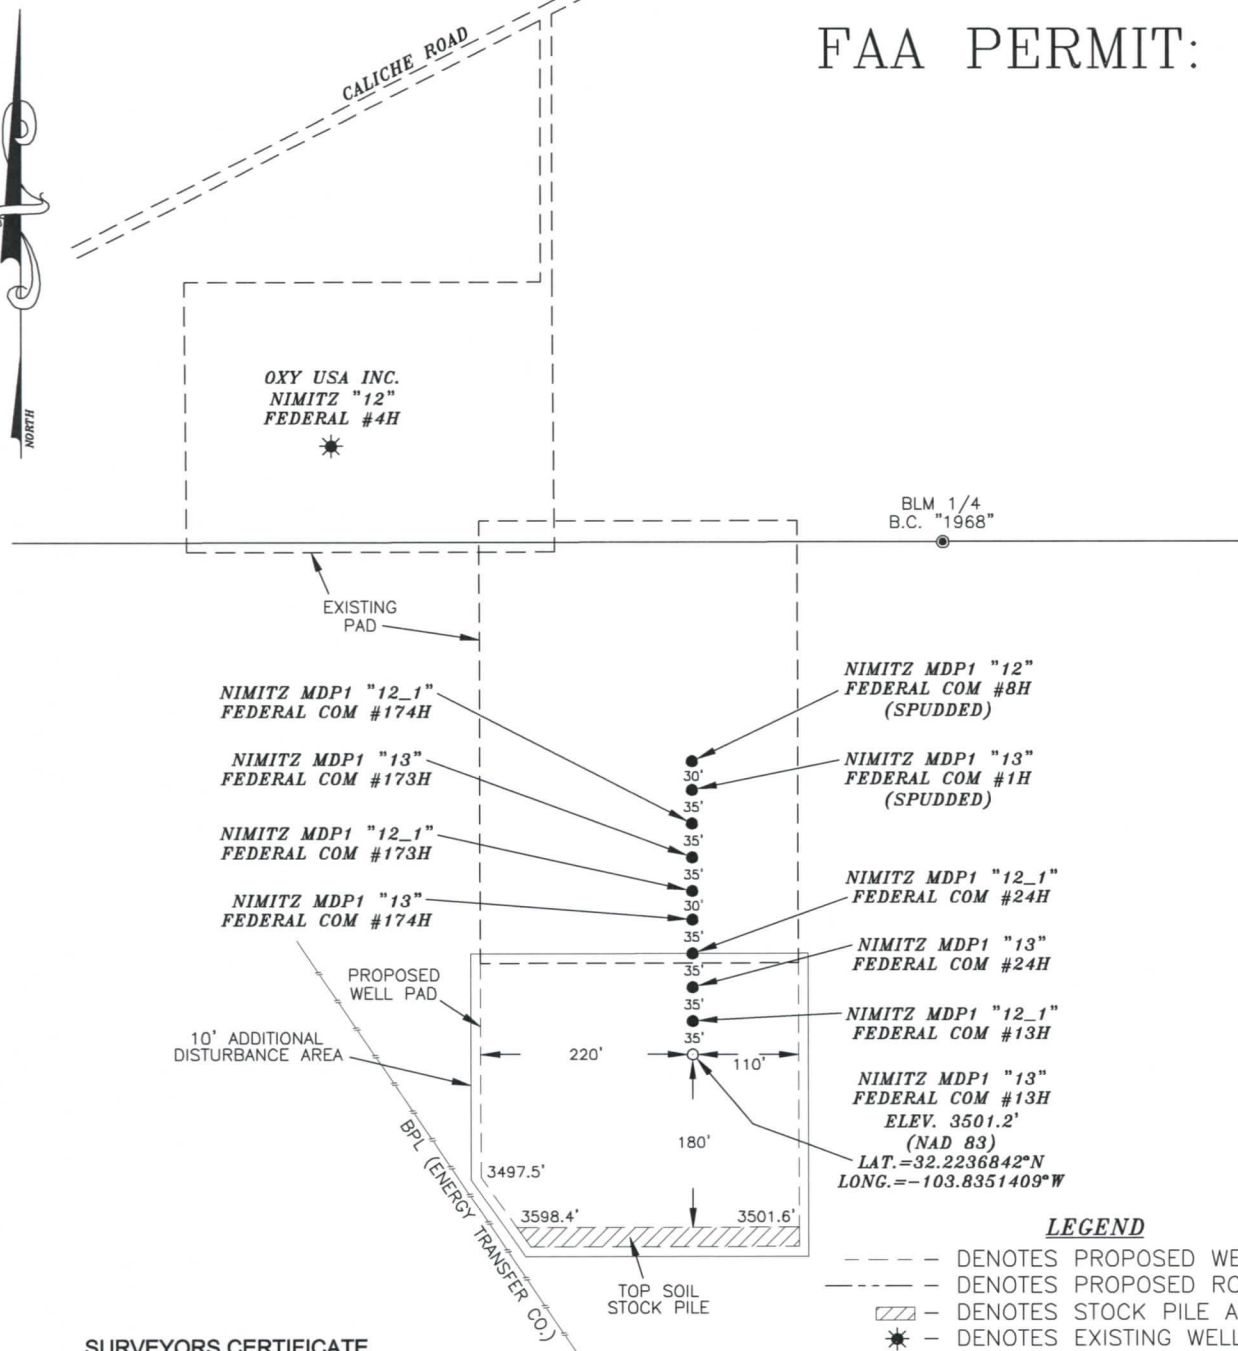 FAA PERMIT:
CALICHE ROAD
NORTH
OXY USA INC.
NIMITZ "12"
FEDERAL #4H
BLM 1/4
B.C. "1968"
EXISTING
PAD
NIMITZ MDP1 "12"
FEDERAL COM #8H
(SPUDDED)
NIMITZ MDP1 "12_1"
FEDERAL COM #174H
NIMITZ MDP1 "13"
FEDERAL COM #173H
NIMITZ MDP1 "13"
FEDERAL COM #1H
(SPUDDED)
NIMITZ MDP1 "12_1"
FEDERAL COM #173H
NIMITZ MDP1 "13"
FEDERAL COM #174H
30'
35'
35'
35'
30'
35'
35'
35'
35'
NIMITZ MDP1 "12_1"
FEDERAL COM #24H
NIMITZ MDP1 "13"
FEDERAL COM #24H
NIMITZ MDP1 "12_1"
FEDERAL COM #13H
PROPOSED
WELL PAD
10' ADDITIONAL
DISTURBANCE AREA
220'
110'
180'
NIMITZ MDP1 "13"
FEDERAL COM #13H
ELEV. 3501.2'
(NAD 83)
LAT.=32.2236842°N
LONG.=-103.8351409°W
BPL (ENERGY TRANSFER CO.)
3497.5'
3598.4'
3501.6'
TOP SOIL
STOCK PILE
LEGEND
DENOTES PROPOSED WE
DENOTES PROPOSED RO
DENOTES STOCK PILE A
DENOTES EXISTING WELL
SURVEYORS CERTIFICATE